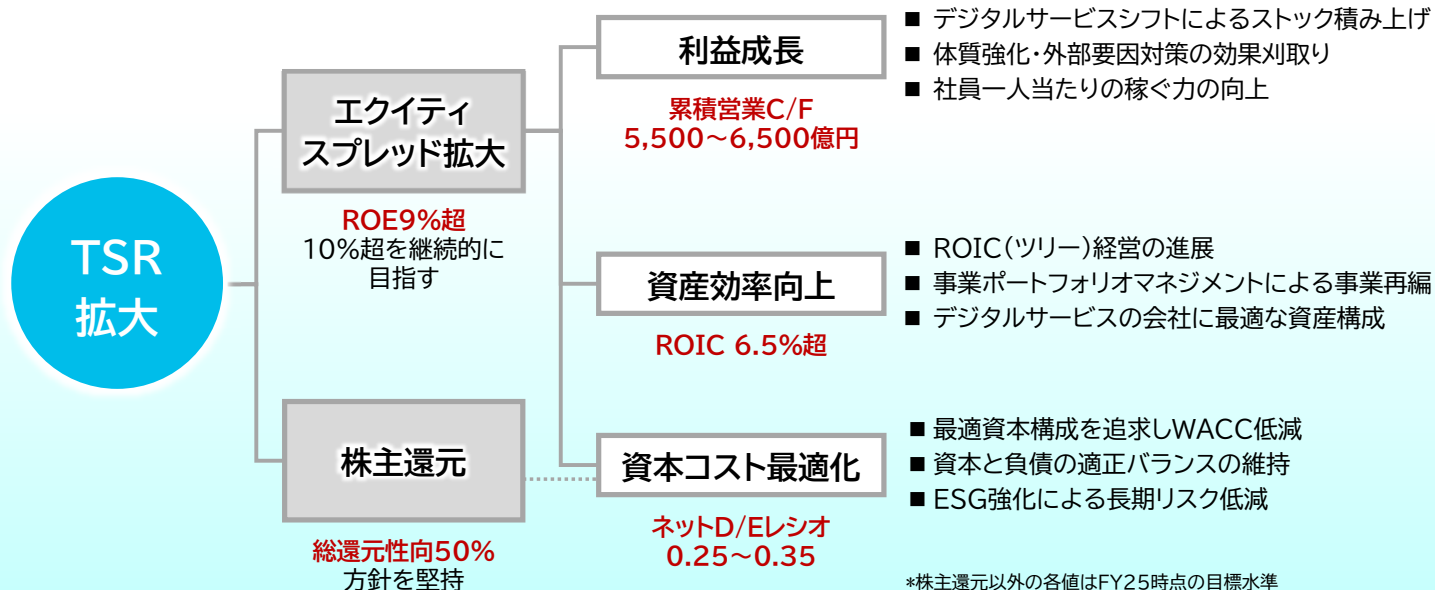 TSR
拡大
エクイティ
スプレッド拡大
ROE9%超
10%超を継続的に
目指す
株主還元
総還元性向50%
方針を堅持
利益成長
累積営業C/F
5,500~6,500億円
■ デジタルサービスシフトによるストック積み上げ
■ 体質強化・外部要因対策の効果刈取り
■ 社員一人当たりの稼ぐ力の向上
資産効率向上
ROIC 6.5%超
■ ROIC(ツリー)経営の進展
■ 事業ポートフォリオマネジメントによる事業再編
■ デジタルサービスの会社に最適な資産構成
資本コスト最適化
ネットD/Eレシオ
0.25~0.35
■ 最適資本構成を追求しWACC低減
■ 資本と負債の適正バランスの維持
■ ESG強化による長期リスク低減
*株主還元以外の各値はFY25時点の目標水準